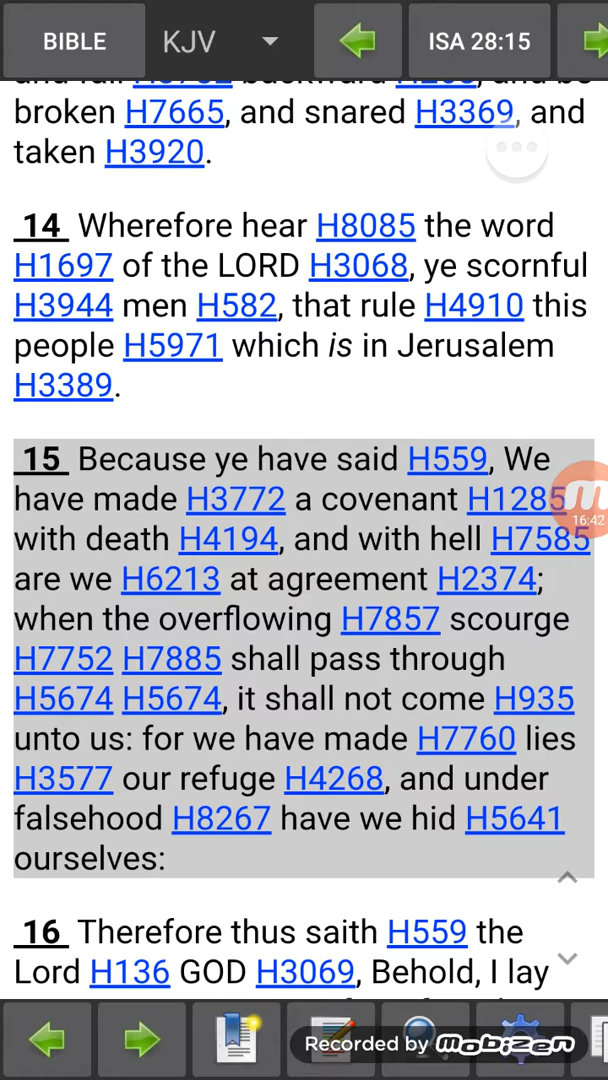 BIBLE KJV ISA 28:15
broken H7665, and snared H3369, and
taken H3920.
14 Wherefore hear H8085 the word
H1697 of the LORD H3068, ye scornful
H3944 men H582, that rule H4910 this
people H5971 which is in Jerusalem
H3389.
15 Because ye have said H559, We
have made H3772 a covenant H1285
with death H4194, and with hell H7585
are we H6213 at agreement H2374;
when the overflowing H7857 scourge
H7752 H7885 shall pass through
H5674 H5674, it shall not come H935
unto us: for we have made H7760 lies
H3577 our refuge H4268, and under
falsehood H8267 have we hid H5641
ourselves:
16:42
16 Therefore thus saith H559 the
Lord H136 GOD H3069, Behold, I lay
Recorded by mobizen